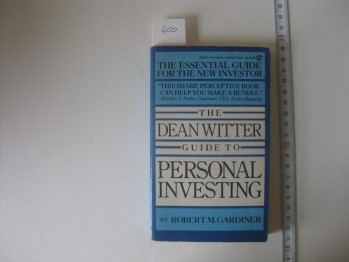 400
THE ESSENTIAL GUIDE
FOR THE NEW INVESTOR
"THIS SHARP, PERCEPTIVE BOOK
CAN HELP YOU MAKE A BUNDLE."
THE
DEAN WITTER
GUIDE TO
PERSONAL
INVESTING
BY ROBERT M. GARDINER